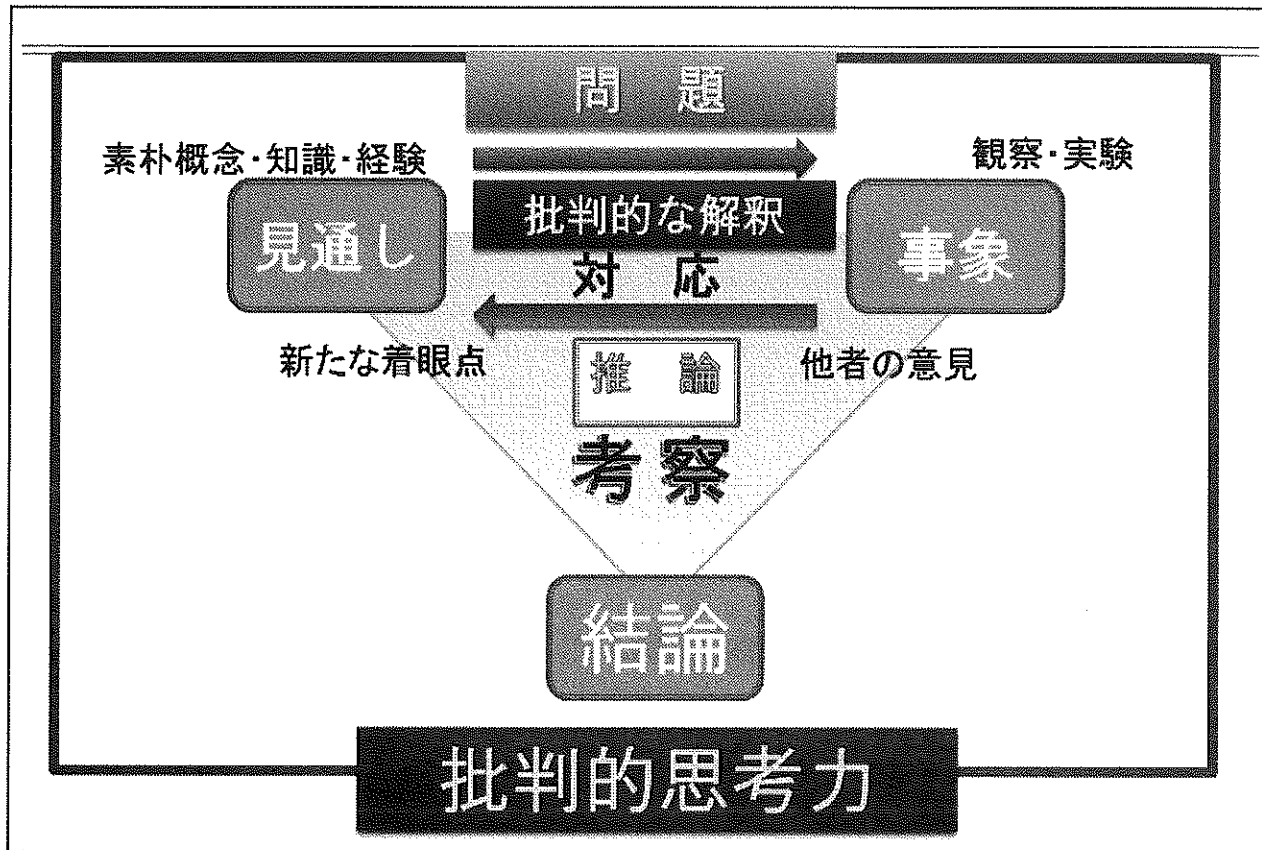 問 題
素朴概念・知識・経験
観察・実験
見通し
批判的な解釈
事象
対 応
新たな着眼点
他者の意見
推 論
考 察
結論
批判的思考力